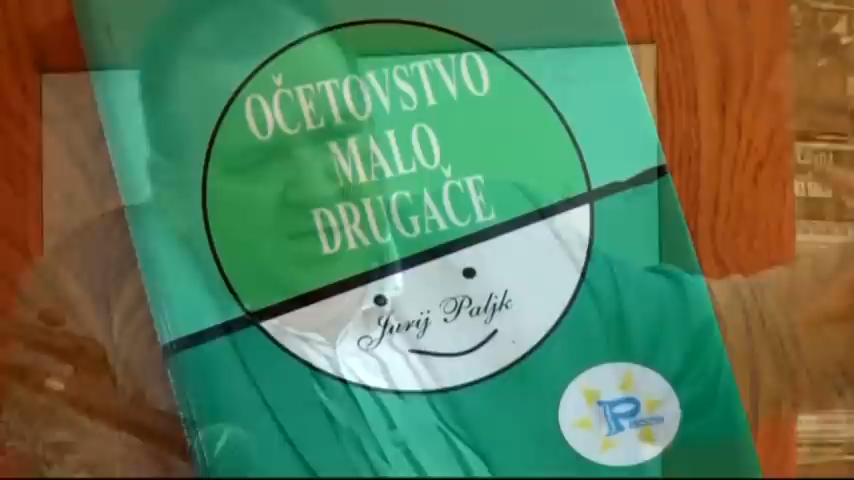 OČETOVSTVO
MALO
DRUGAČE
Jurij Paljk
P